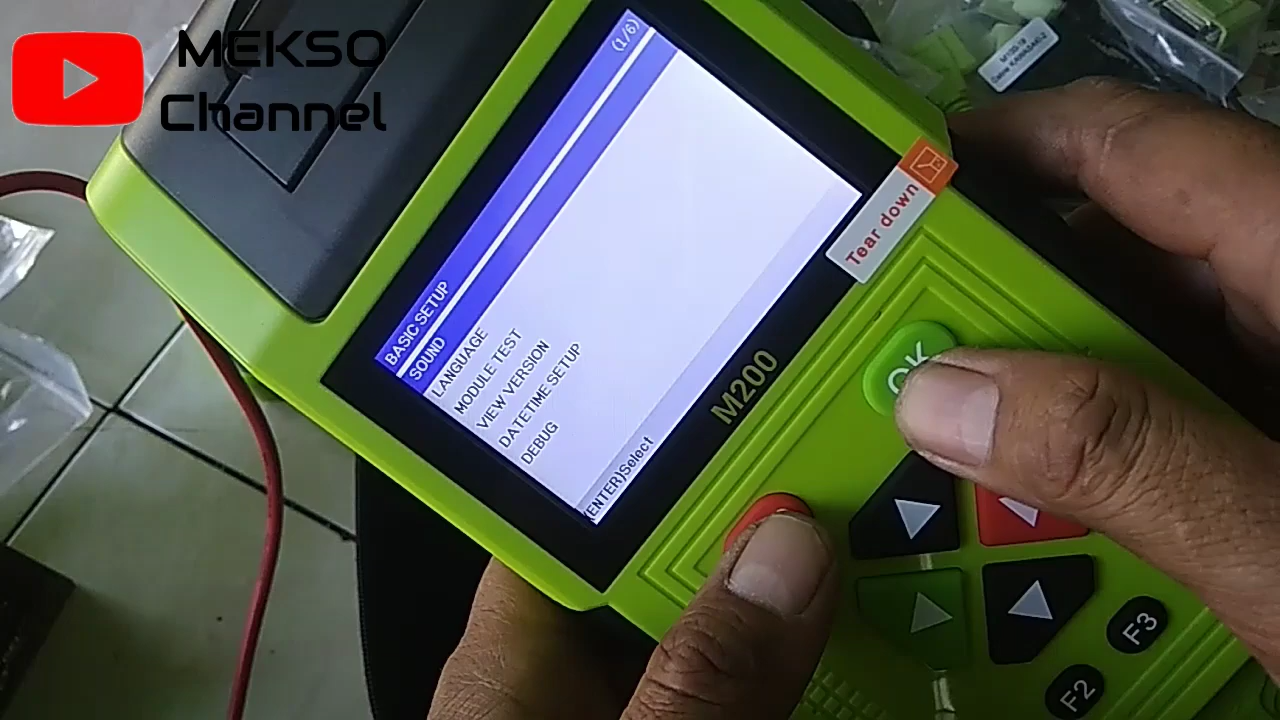 MEKSO
Channel
BASIC SETUP
(1/6)
SOUND
LANGUAGE
MODULE TEST
VIEW VERSION
DATETIME SETUP
DEBUG
(ENTER)Select
M200
Tear down
OK
F3
F2